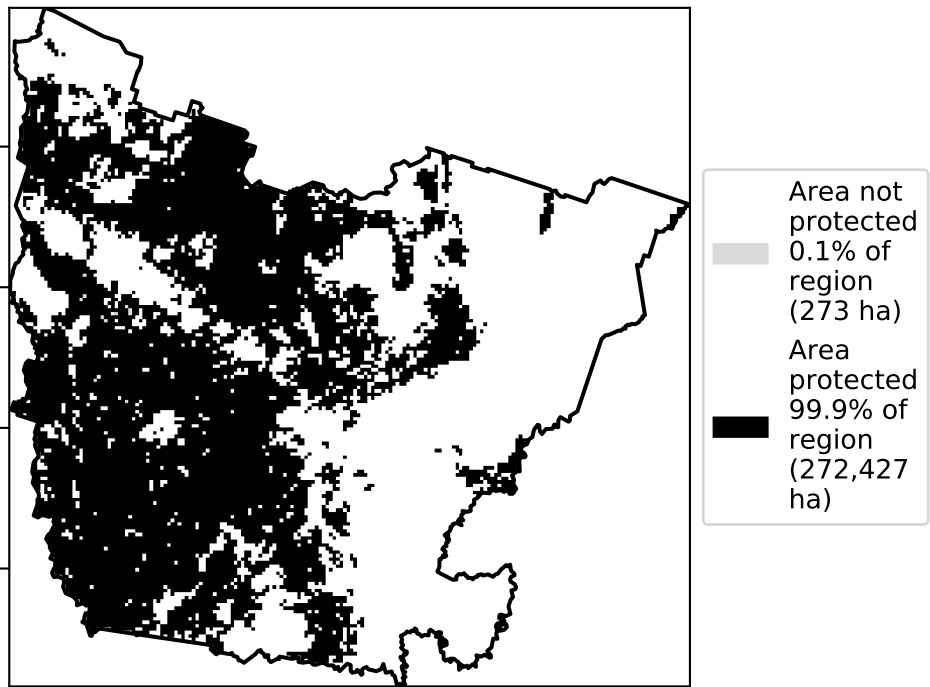 Area not
protected
0.1% of
region
(273 ha)
Area
protected
99.9% of
region
(272,427
ha)